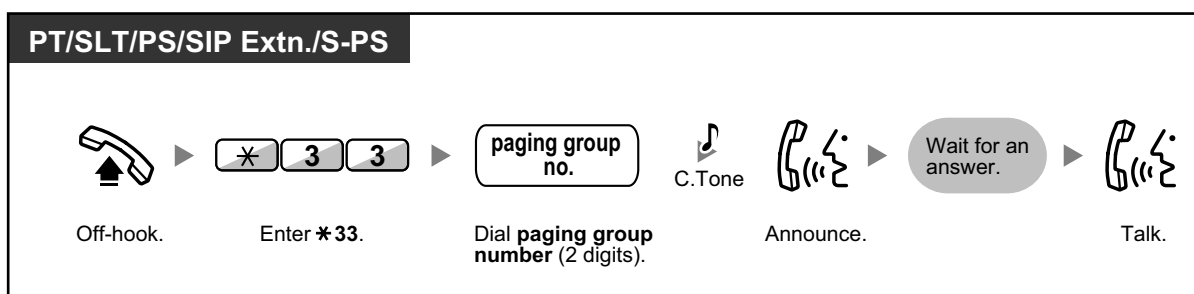 PT/SLT/PS/SIP Extn./S-PS
✳ 3 3
paging group
no.
C.Tone
Wait for an
answer.
Off-hook.
Enter ✳33.
Dial paging group
number (2 digits).
Announce.
Talk.